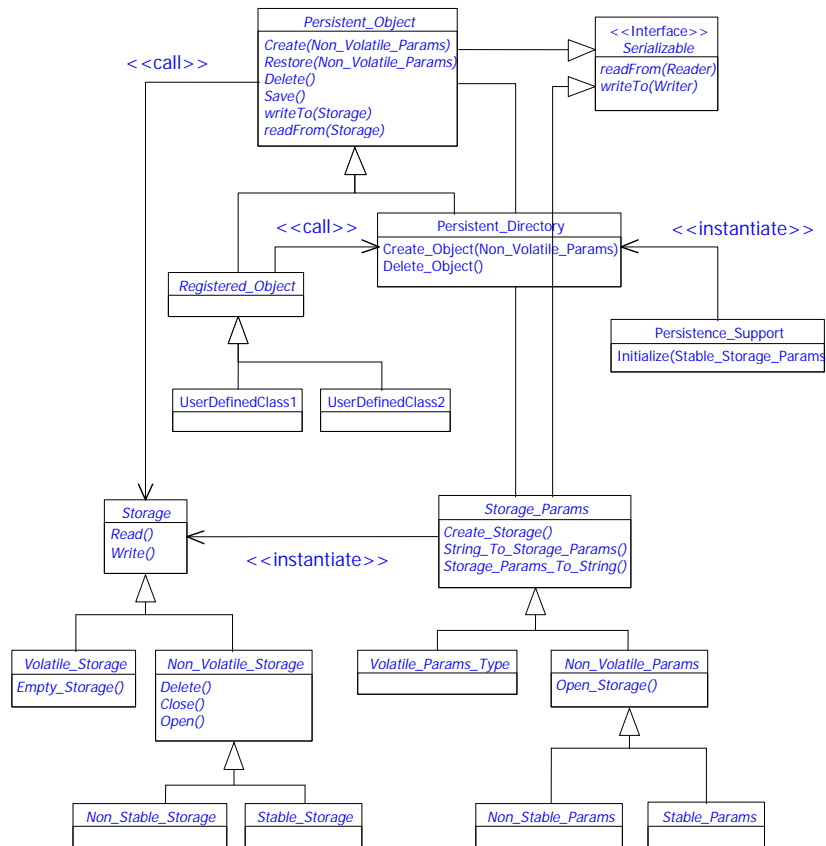 Persistent_Object
Create(Non_Volatile_Params)
Restore(Non_Volatile_Params)
Delete()
Save()
writeTo(Storage)
readFrom(Storage)
<<Interface>>
Serializable
readFrom(Reader)
writeTo(Writer)
<<call>>
<<call>>
Persistent_Directory
Create_Object(Non_Volatile_Params)
Delete_Object()
<<instantiate>>
Registered_Object
Persistence_Support
Initialize(Stable_Storage_Params
UserDefinedClass1
UserDefinedClass2
Storage
Read()
Write()
<<instantiate>>
Storage_Params
Create_Storage()
String_To_Storage_Params()
Storage_Params_To_String()
Volatile_Storage
Empty_Storage()
Non_Volatile_Storage
Delete()
Close()
Open()
Volatile_Params_Type
Non_Volatile_Params
Open_Storage()
Non_Stable_Storage
Stable_Storage
Non_Stable_Params
Stable_Params